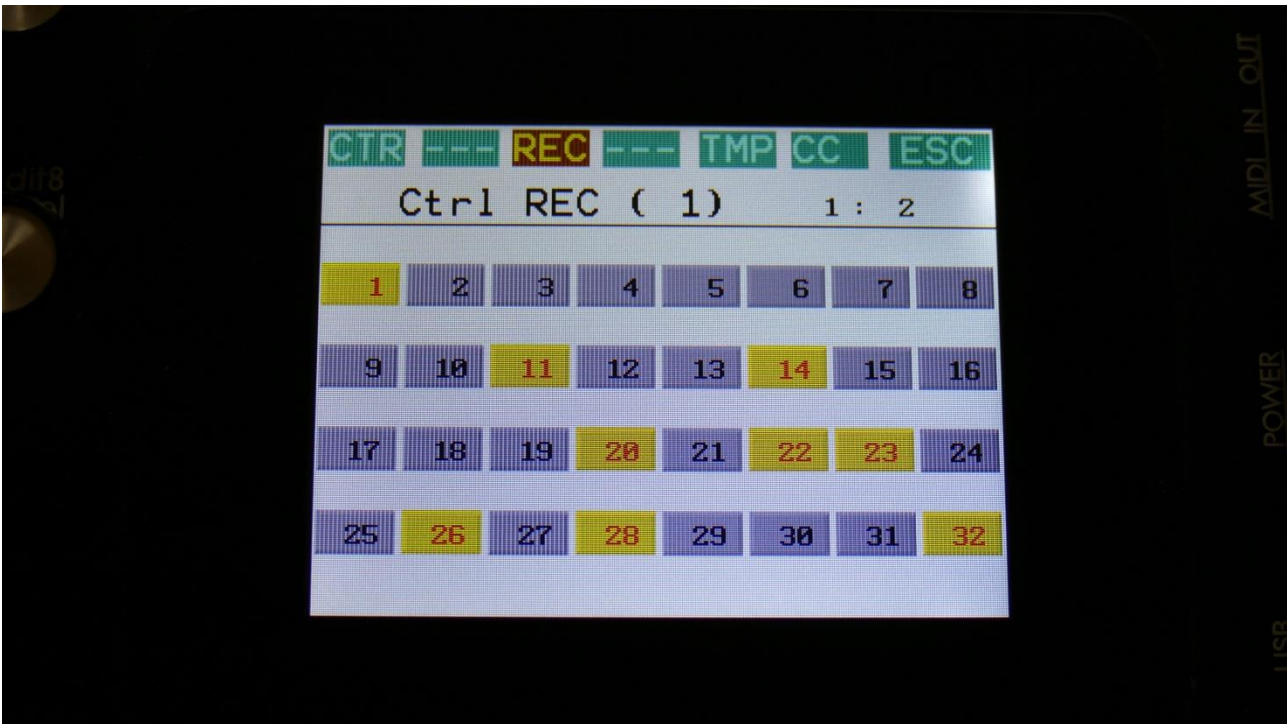 CTR --- REC --- TMP CC ESC
Ctrl REC ( 1) 1 : 2
1 2 3 4 5 6 7 8
9 10 11 12 13 14 15 16
17 18 19 20 21 22 23 24
25 26 27 28 29 30 31 32
dit8
MIDI IN OUT
POWER
USB